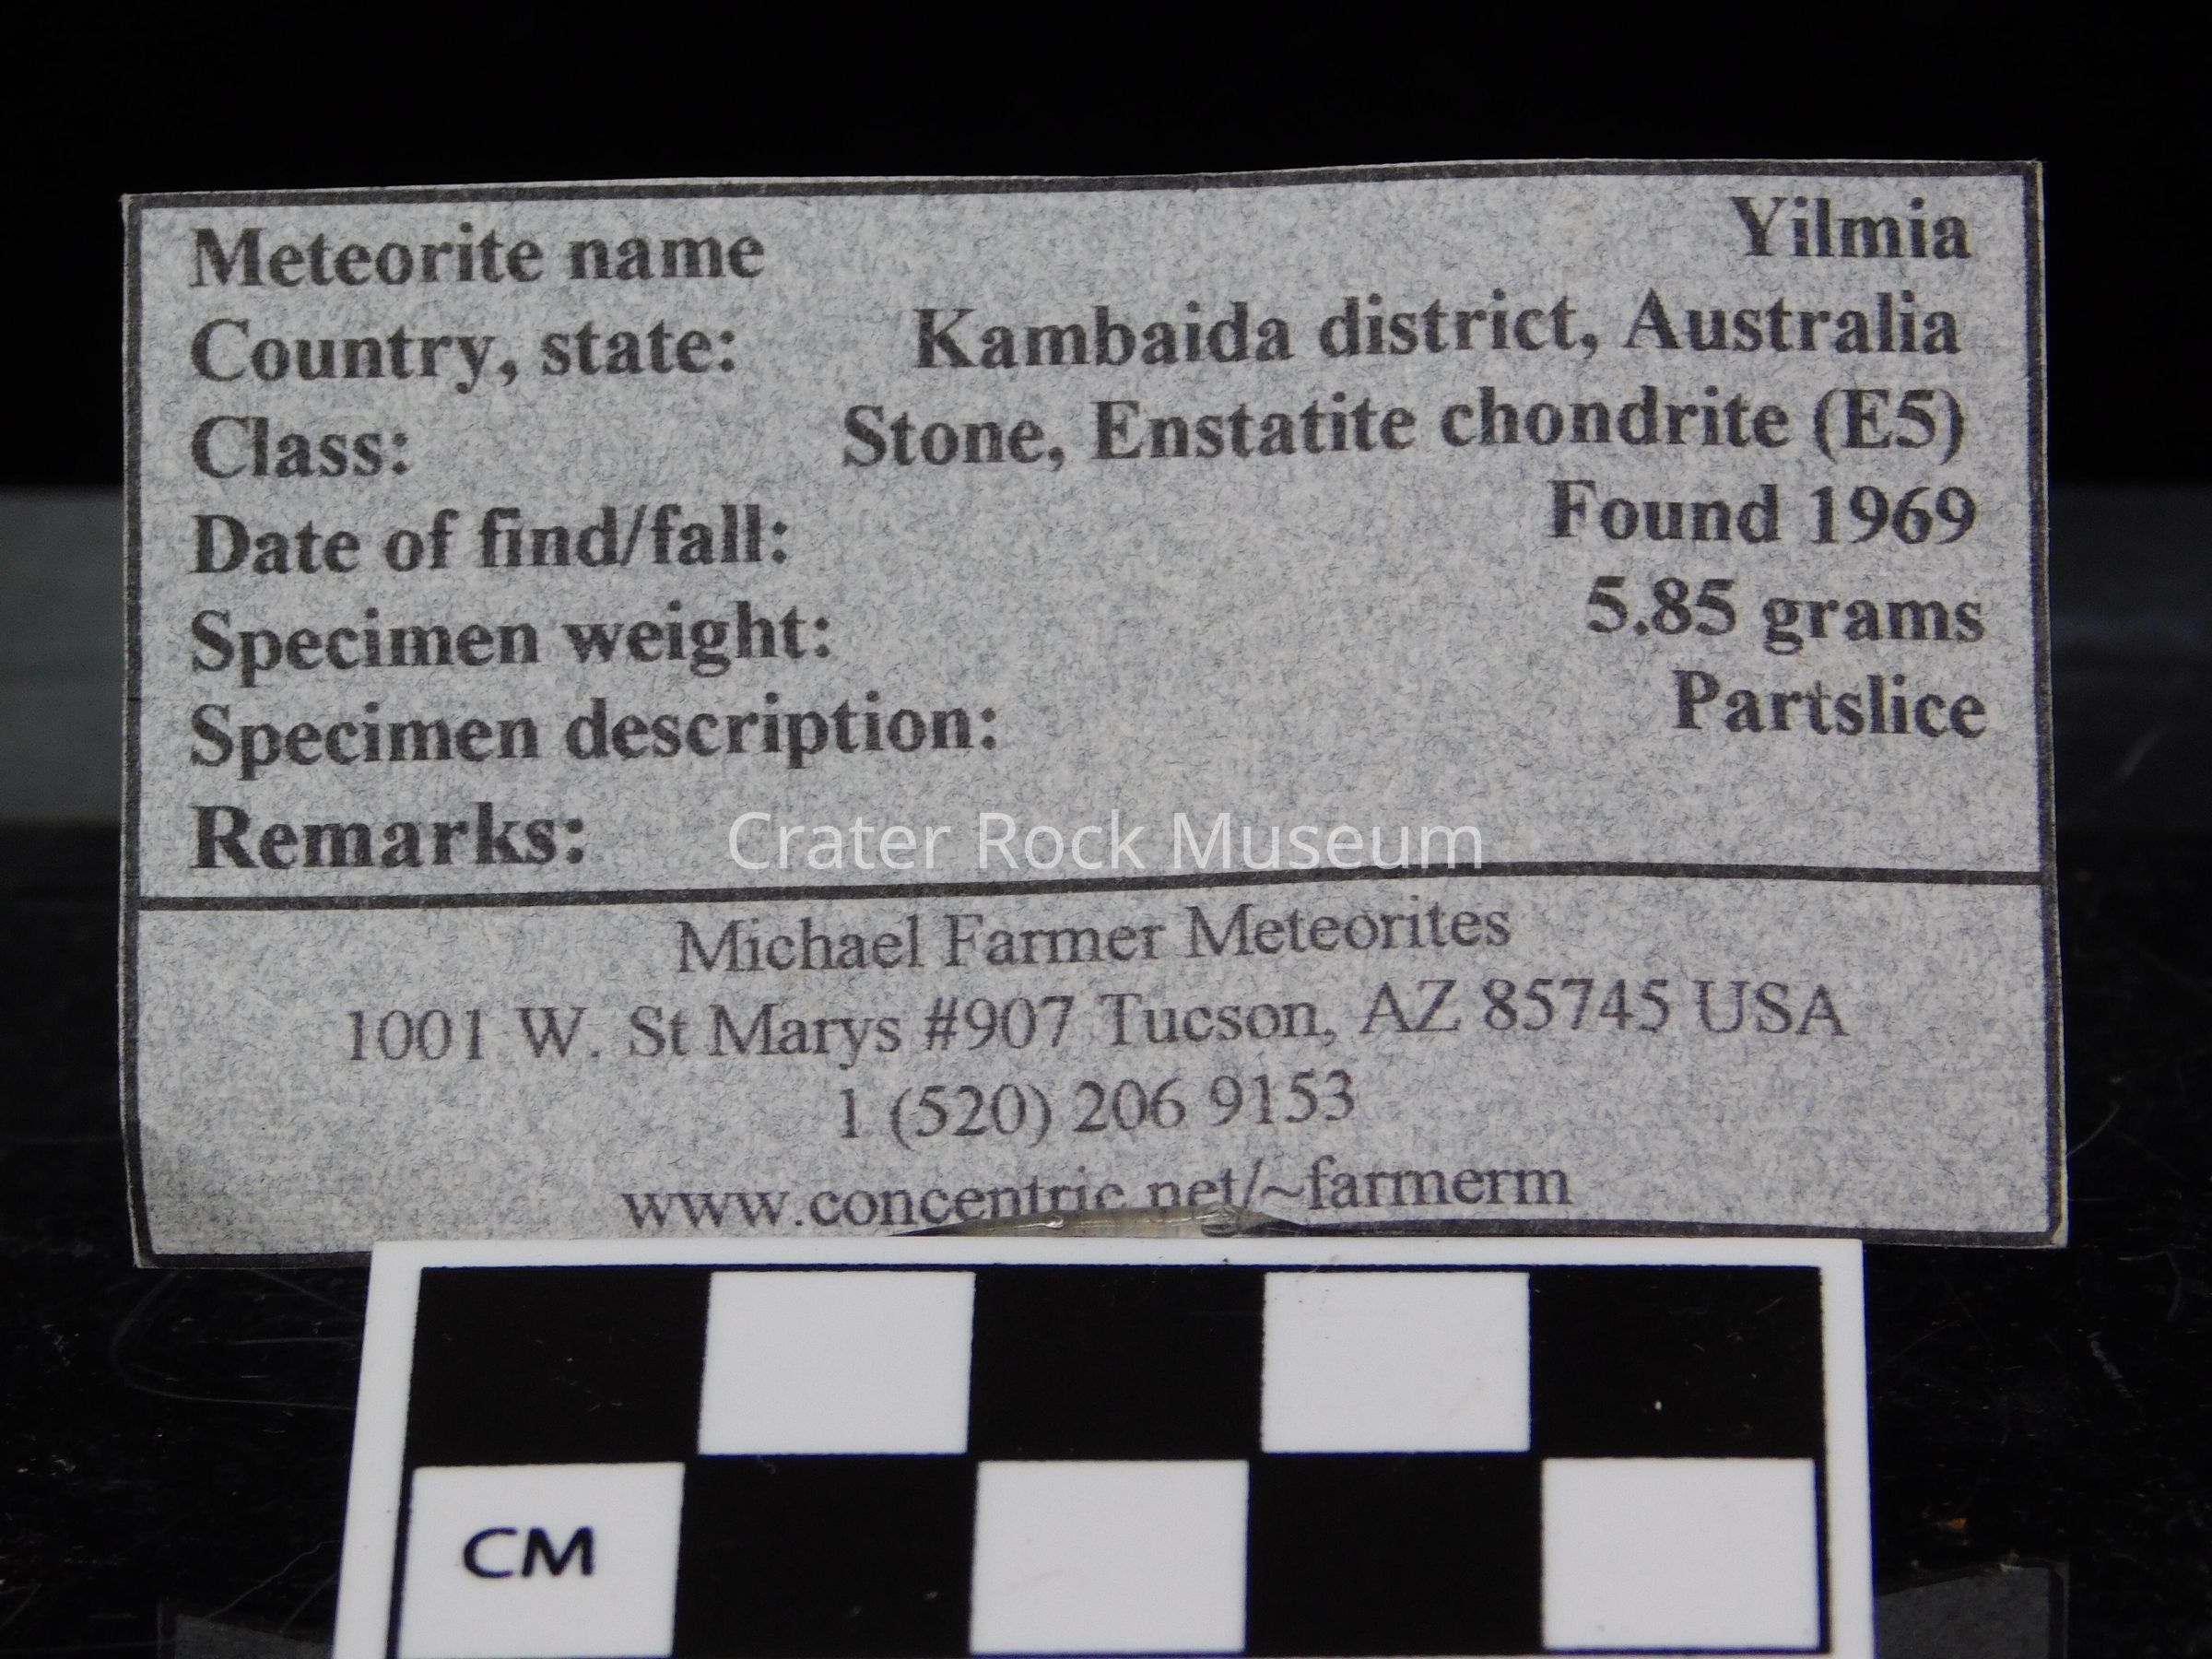 Meteorite name Yilmia
Country, state: Kambaida district, Australia
Class: Stone, Enstatite chondrite (E5)
Date of find/fall: Found 1969
Specimen weight: 5.85 grams
Specimen description: Partslice
Remarks:
Crater Rock Museum
Michael Farmer Meteorites
1001 W. St Marys #907 Tucson, AZ 85745 USA
1 (520) 206 9153
www.concentric.net/~farmerm
CM